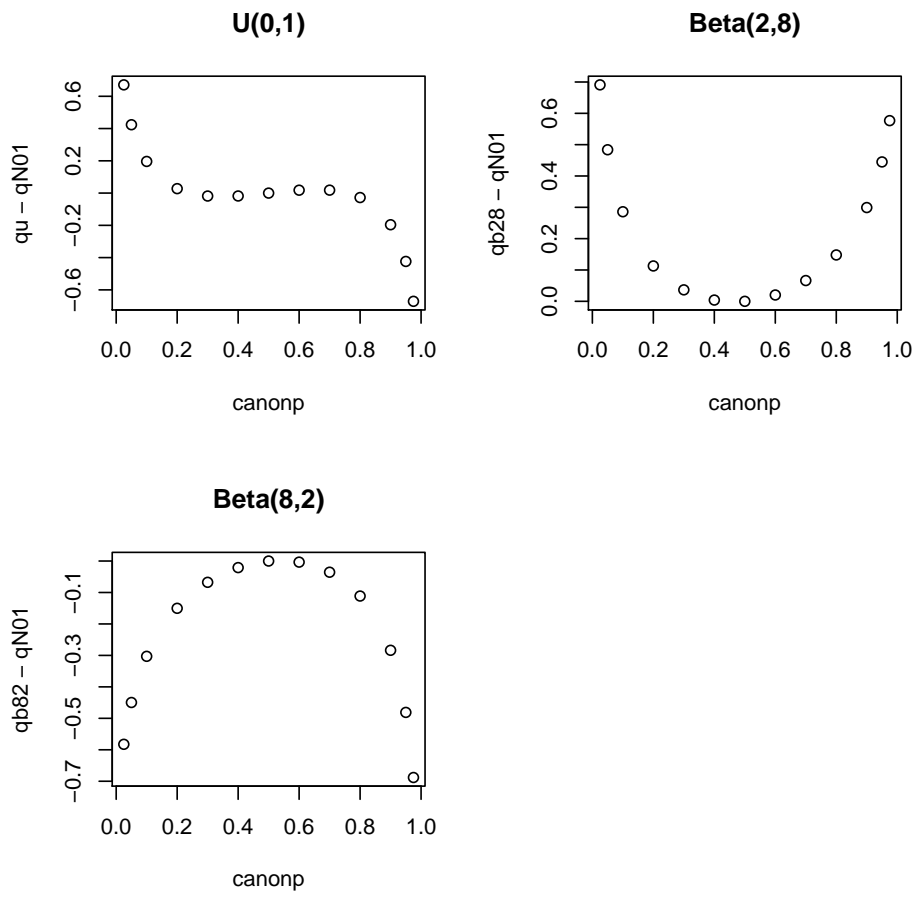 U(0,1)
qu − qN01
0.6
0.2
−0.2
−0.6
0.0 0.2 0.4 0.6 0.8 1.0
canonp
Beta(2,8)
qb28 − qN01
0.6
0.4
0.2
0.0
0.0 0.2 0.4 0.6 0.8 1.0
canonp
Beta(8,2)
qb82 − qN01
−0.1
−0.3
−0.5
−0.7
0.0 0.2 0.4 0.6 0.8 1.0
canonp